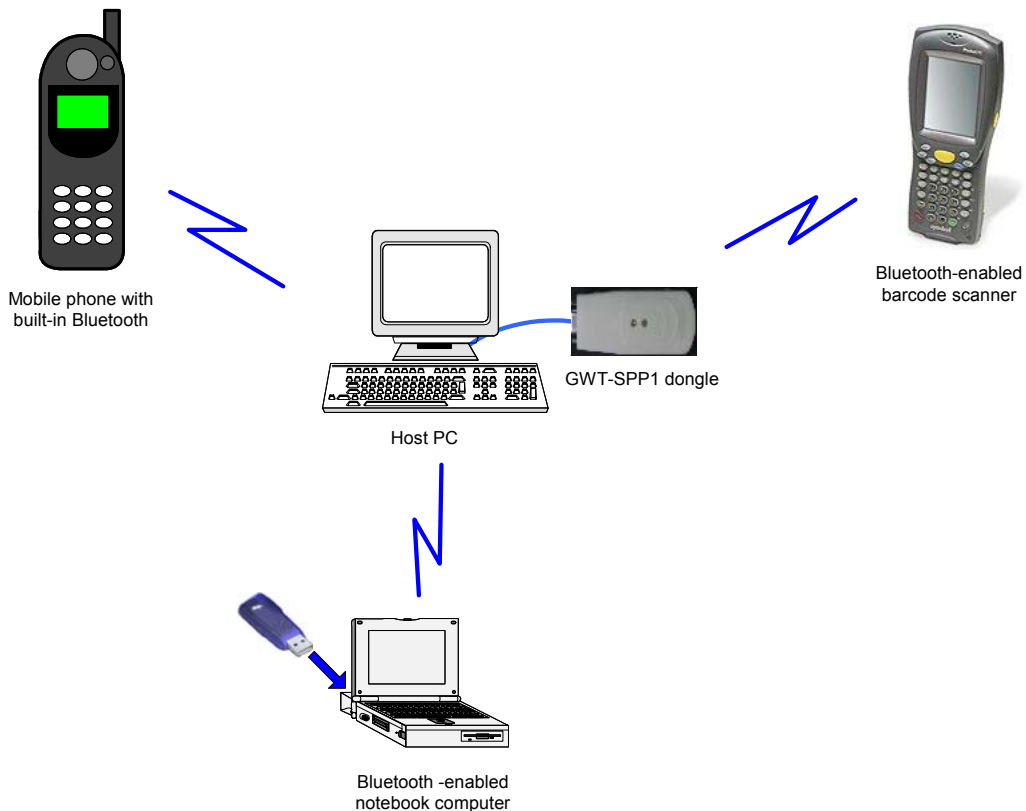 Mobile phone with
built-in Bluetooth
Bluetooth-enabled
barcode scanner
GWT-SPP1 dongle
Host PC
Bluetooth -enabled
notebook computer
symbol